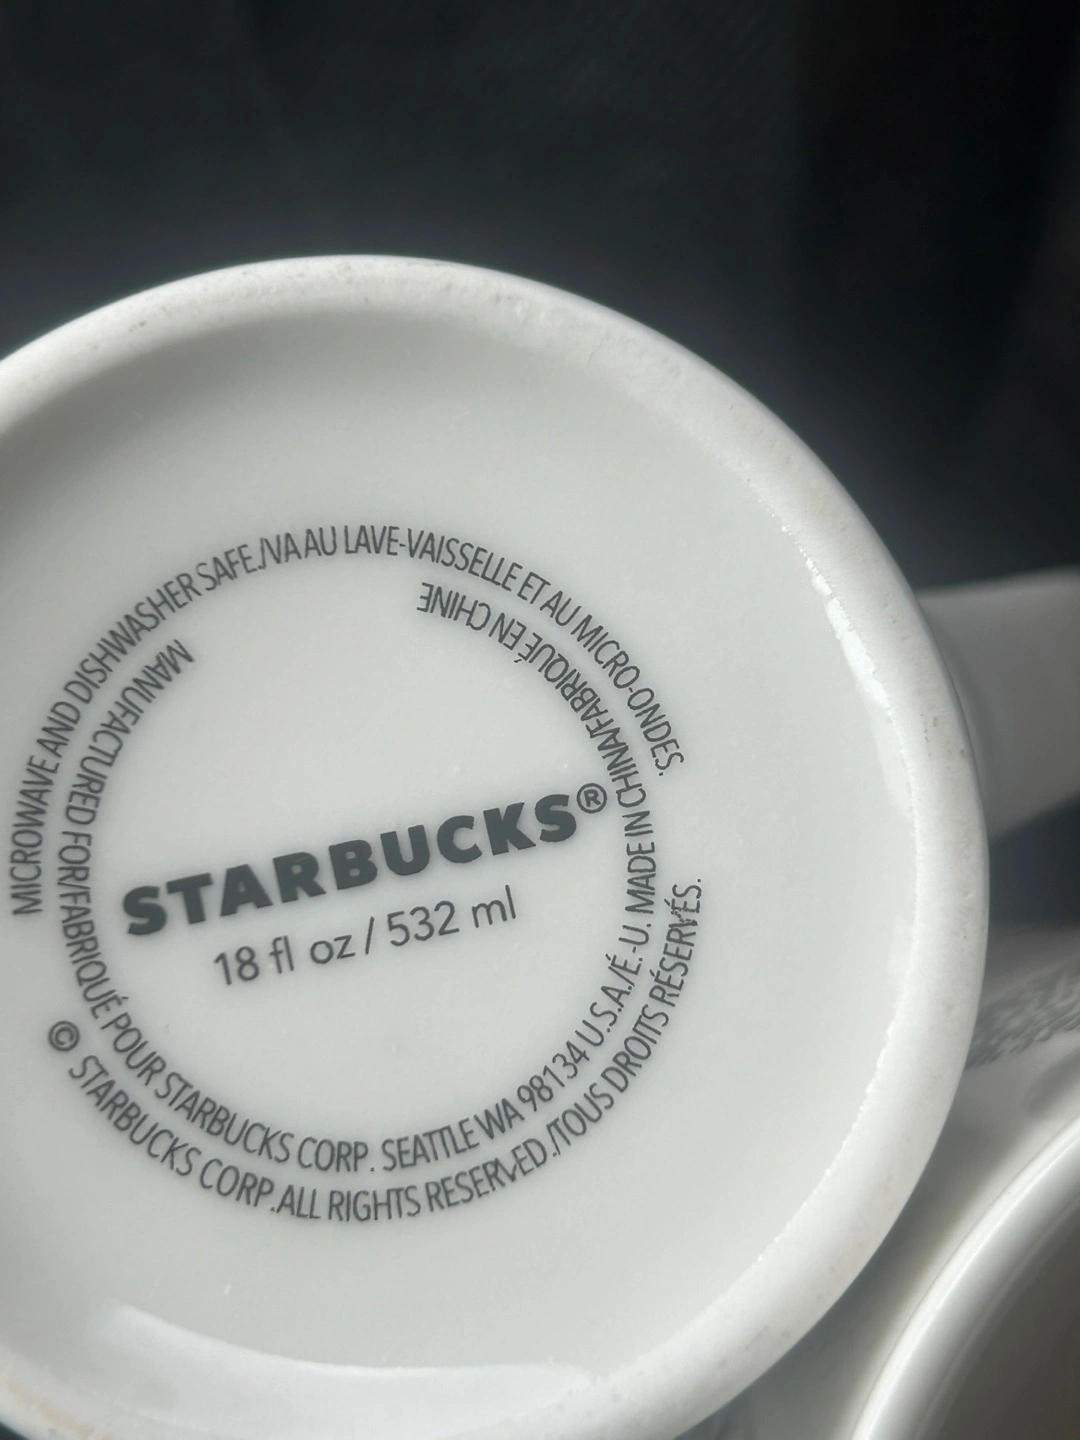 MICROWAVE AND DISHWASHER SAFE./VA AU LAVE-VAISSELLE ET AU MICRO-ONDES.
MANUFACTURED FOR/FABRIQUÉ POUR STARBUCKS CORP. SEATTLE WA 98134 U.S.A./É.-U. MADE IN CHINA/FABRIQUÉ EN CHINE
STARBUCKS®
18 fl oz / 532 ml
© STARBUCKS CORP.ALL RIGHTS RESERVED./TOUS DROITS RÉSERVÉS.